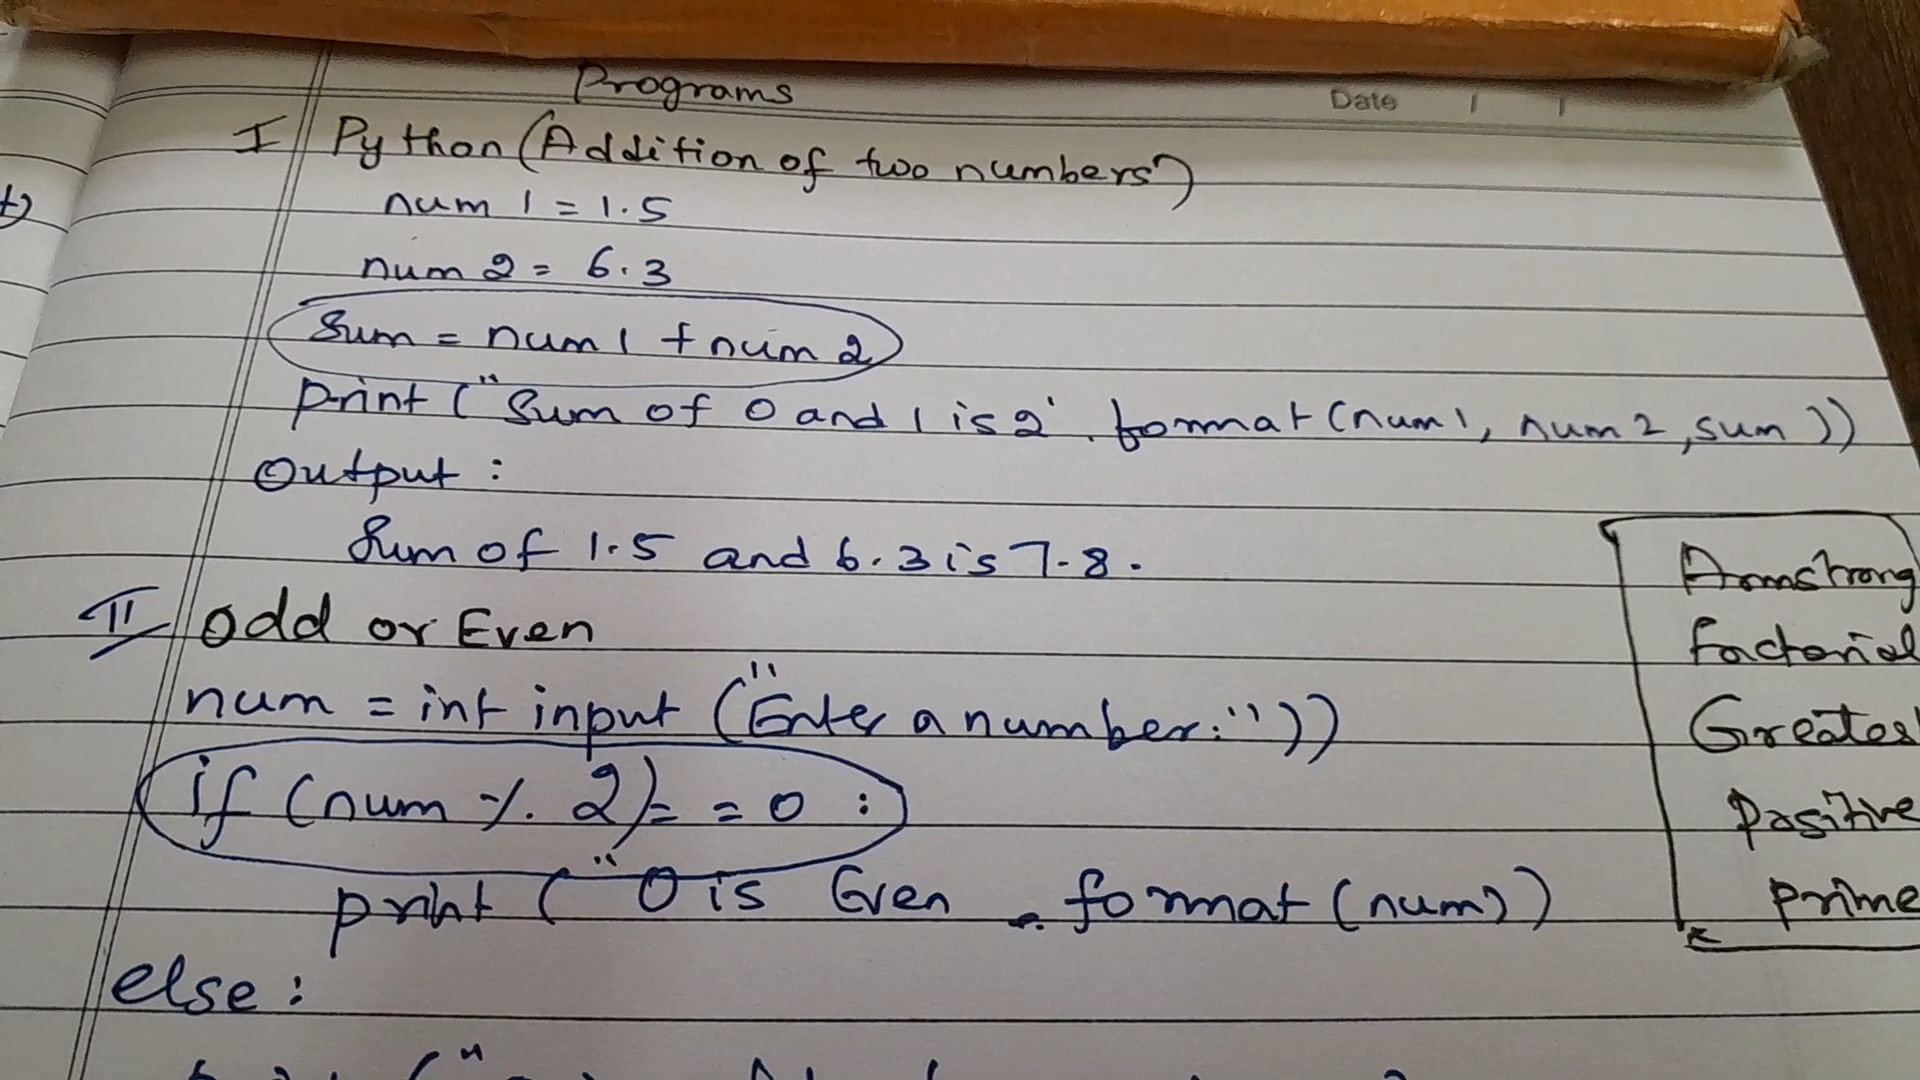 Programs
Date
I Python (Addition of two numbers)
num 1 = 1.5
num 2 = 6.3
Sum = num 1 + num 2
print ("Sum of 0 and 1 is 2' . format (num1, num 2, sum))
Output :
Sum of 1.5 and 6.3 is 7.8.
II odd or Even
num = int input ("Enter a number:"))
if (num % 2) = = 0 :
print ("0 is Even . format (num))
else :
Armstrong
factorial
Greates
Positive
prime